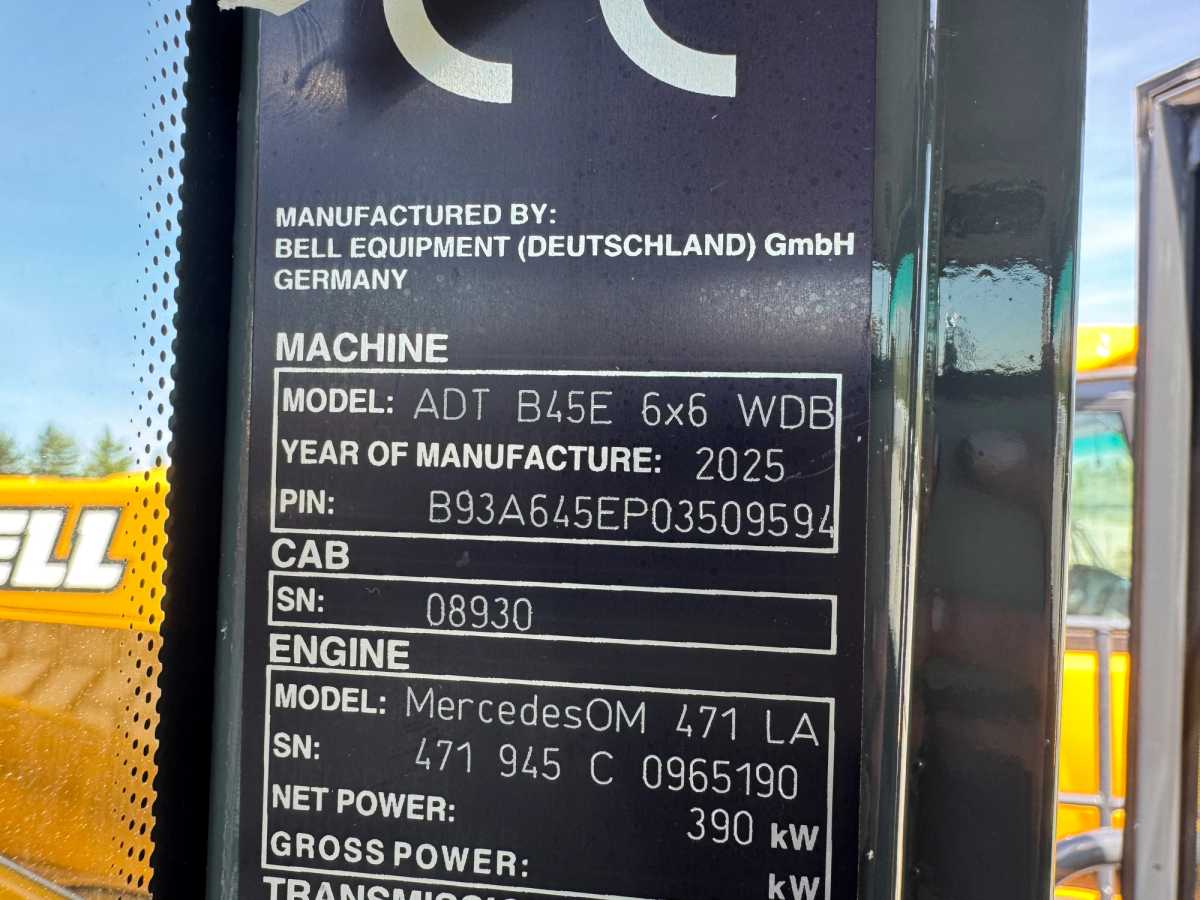 CE
MANUFACTURED BY:
BELL EQUIPMENT (DEUTSCHLAND) GmbH
GERMANY
MACHINE
MODEL: ADT B45E 6x6 WDB
YEAR OF MANUFACTURE: 2025
PIN: B93A645EP03509594
CAB
SN: 08930
ENGINE
MODEL: MercedesOM 471 LA
SN: 471 945 C 0965190
NET POWER: 390 kW
GROSS POWER: kW
TRANSMISSIO
ELL